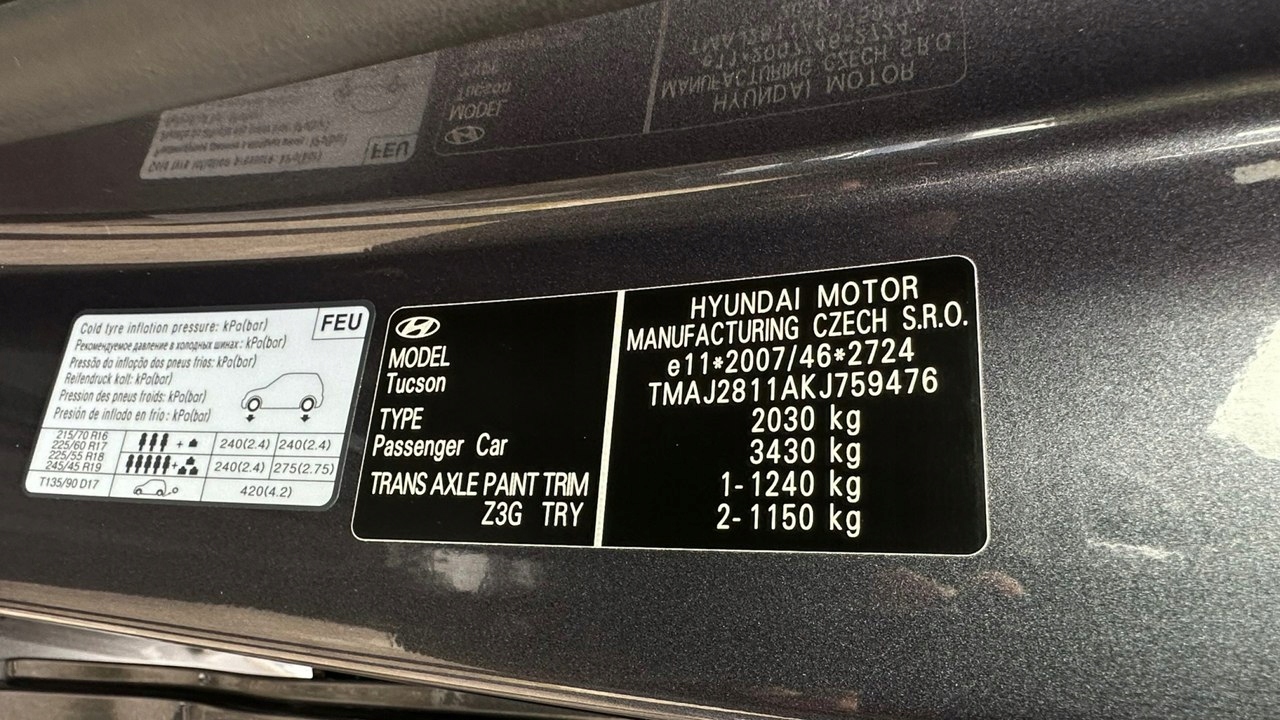 Cold tyre inflation pressure: kPa(bar)
FEU
Рекомендуемое давление в холодных шинах: kPa(bar)
Pressão da inflação dos pneus frios: kPa(bar)
Reifendruck kalt: kPa(bar)
Pression des pneus froids: kPa(bar)
Presión de inflado en frio: kPa(bar)
215/70 R16
225/60 R17
225/55 R18
245/45 R19
240(2.4) 240(2.4)
240(2.4) 275(2.75)
T135/90 D17 420(4.2)
MODEL
Tucson
TYPE
Passenger Car
TRANS AXLE PAINT TRIM
Z3G TRY
HYUNDAI MOTOR
MANUFACTURING CZECH S.R.O.
e11*2007/46*2724
TMAJ2811AKJ759476
2030 kg
3430 kg
1-1240 kg
2-1150 kg